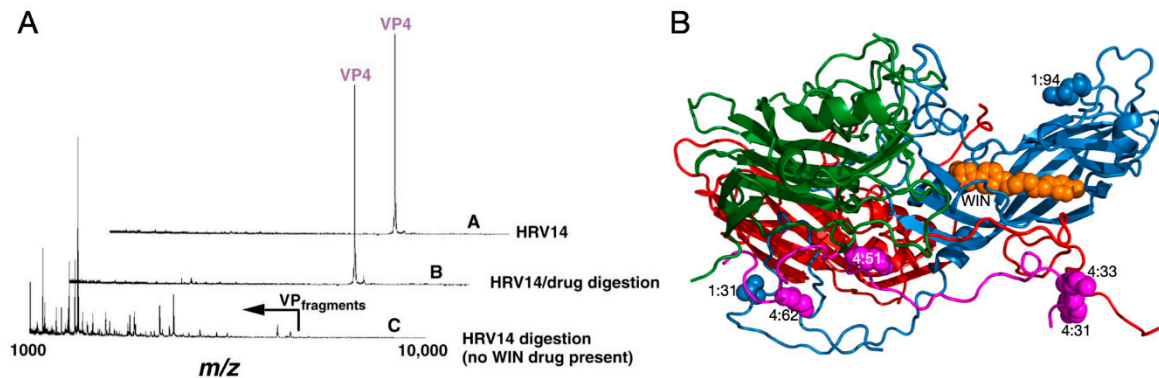 A
VP4
VP4
A
HRV14
B
HRV14/drug digestion
VPfragments
C
HRV14 digestion
(no WIN drug present)
1000
10,000
m/z
B
1:94
WIN
4:51
4:33
1:31
4:62
4:31